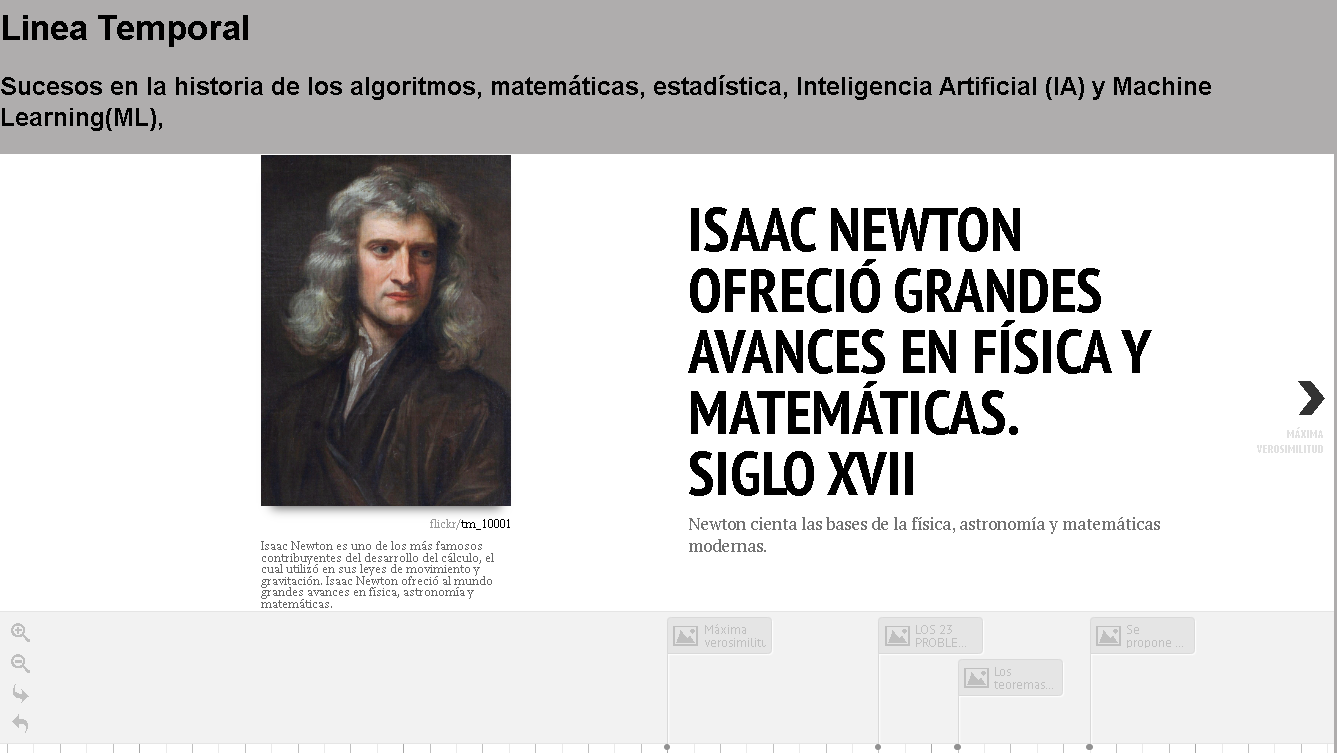 Linea Temporal
Sucesos en la historia de los algoritmos, matemáticas, estadística, Inteligencia Artificial (IA) y Machine
Learning(ML),
ISAAC NEWTON
OFRECIÓ GRANDES
AVANCES EN FÍSICA Y
MATEMÁTICAS.
SIGLO XVII
Newton cienta las bases de la física, astronomía y matemáticas
modernas.
flickr/tm_10001
Isaac Newton es uno de los más famosos
contribuyentes del desarrollo del cálculo, el
cual utilizó en sus leyes de movimiento y
gravitación. Isaac Newton ofreció al mundo
grandes avances en física, astronomía y
matemáticas.
MÁXIMA
VEROSIMILITUD
Máxima
verosimilitu
LOS 23
PROBLE...
Los
teoremas...
Se
propone ...